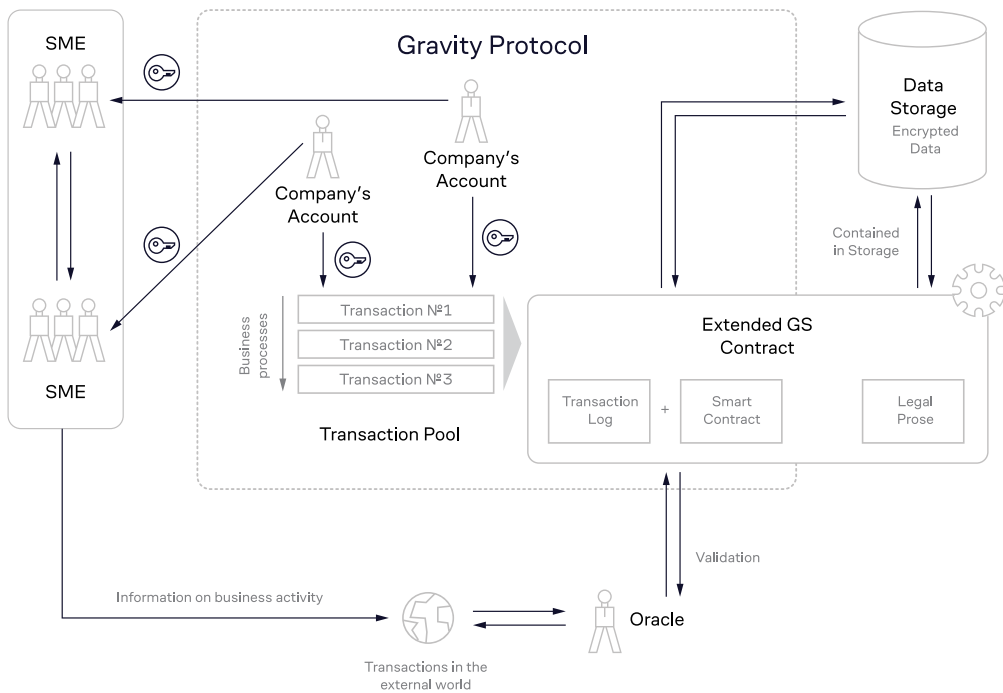 SME
Gravity Protocol
Data
Storage
Encrypted
Data
Company's
Account
Company's
Account
Contained
in Storage
Business
processes
Transaction №1
Transaction №2
Transaction №3
Transaction Pool
Extended GS
Contract
Transaction
Log
+
Smart
Contract
Legal
Prose
SME
Validation
Information on business activity
Oracle
Transactions in the
external world